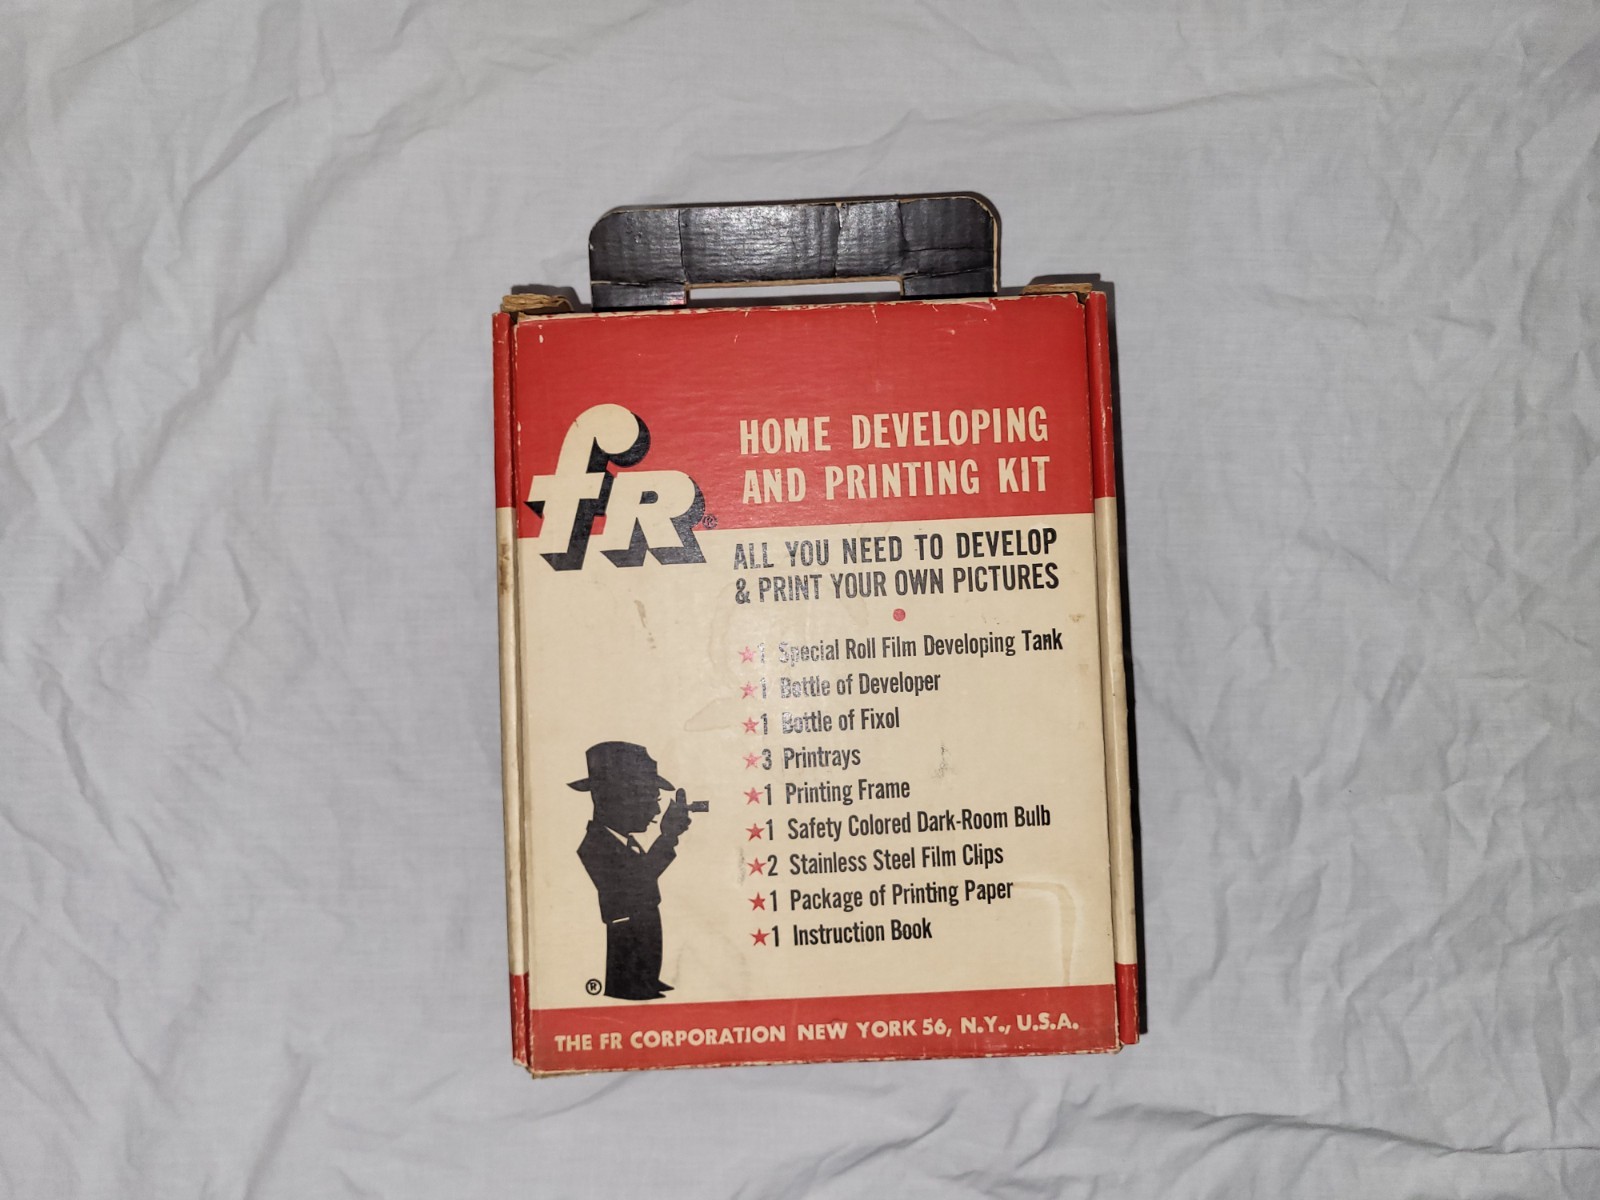 fR®
HOME DEVELOPING
AND PRINTING KIT
ALL YOU NEED TO DEVELOP
& PRINT YOUR OWN PICTURES
★1 Special Roll Film Developing Tank
★1 Bottle of Developer
★1 Bottle of Fixol
★3 Printrays
★1 Printing Frame
★1 Safety Colored Dark-Room Bulb
★2 Stainless Steel Film Clips
★1 Package of Printing Paper
★1 Instruction Book
®
THE FR CORPORATION NEW YORK 56, N.Y., U.S.A.